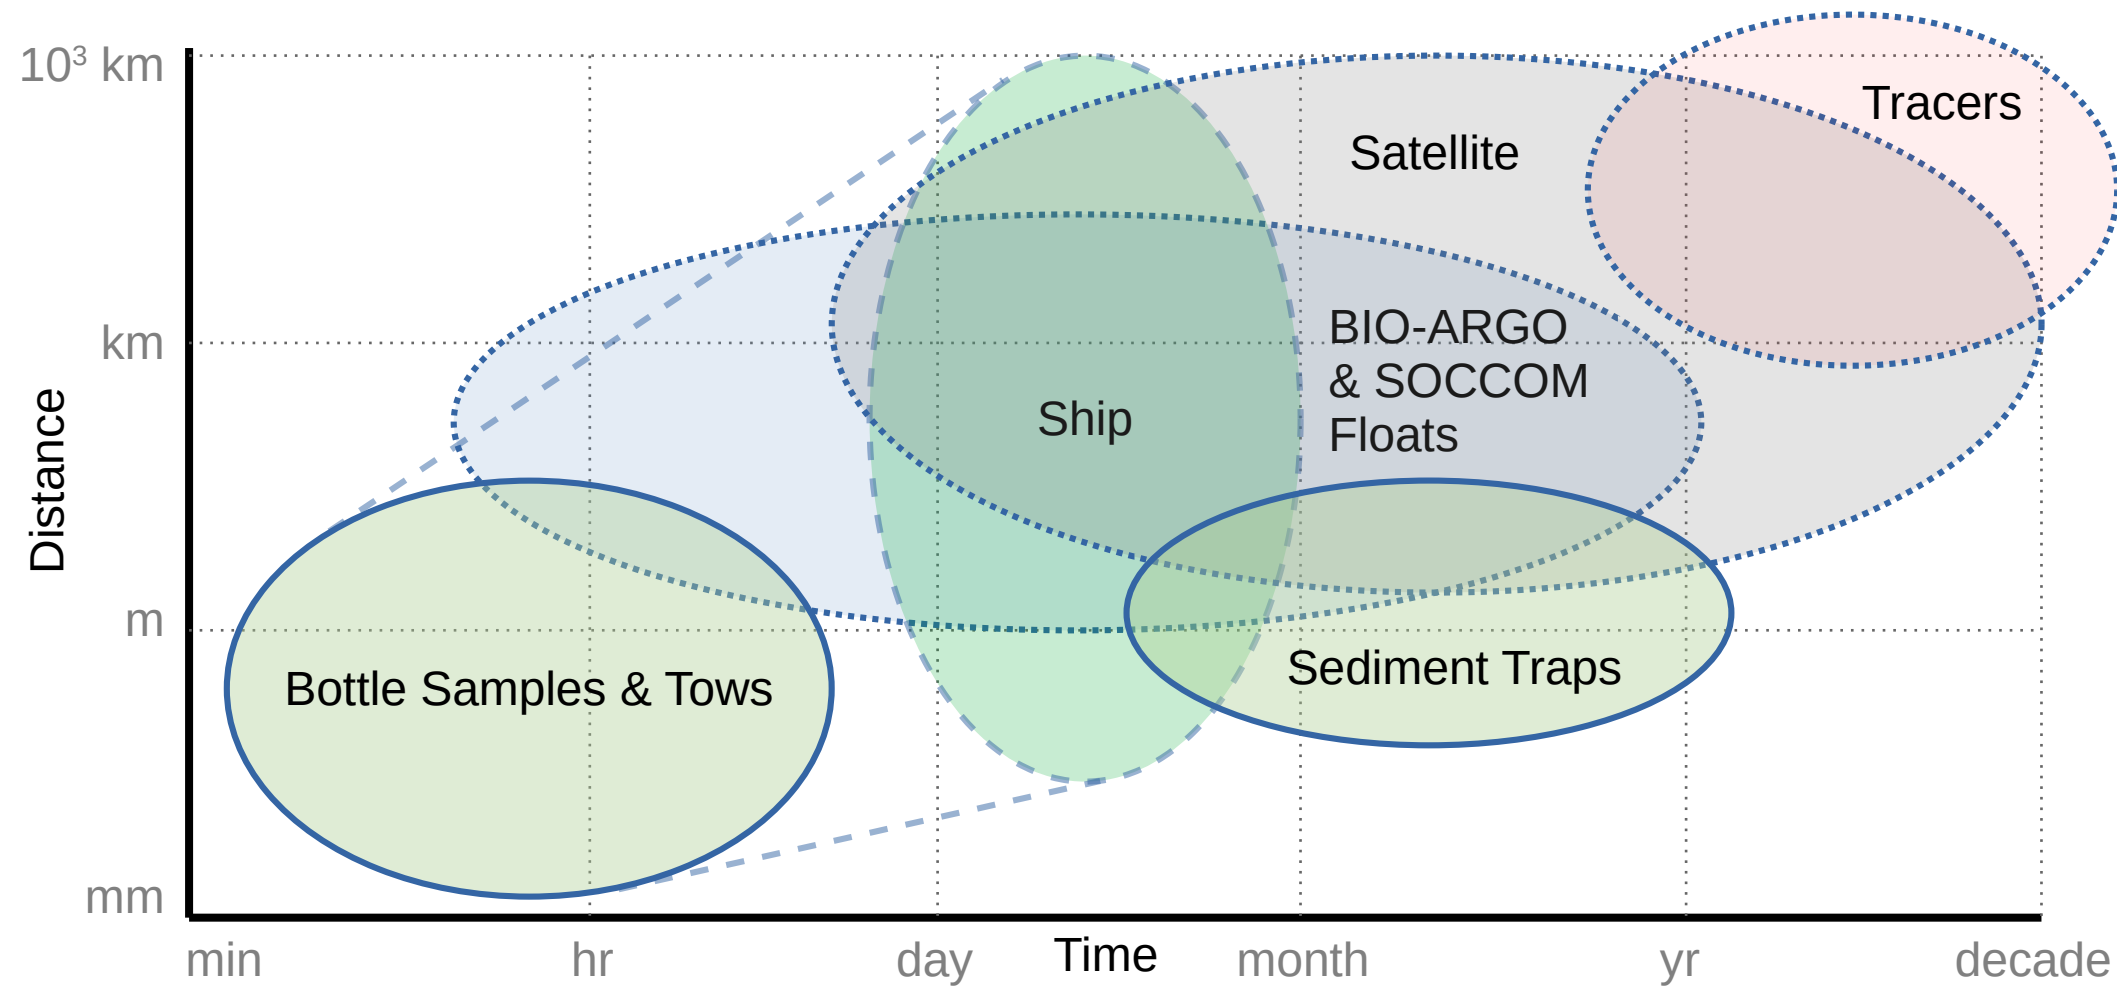 10³ km
Tracers
Satellite
BIO-ARGO
& SOCCOM
Floats
km
Ship
Distance
m
Sediment Traps
Bottle Samples & Tows
mm
min
hr
day
Time
month
yr
decade